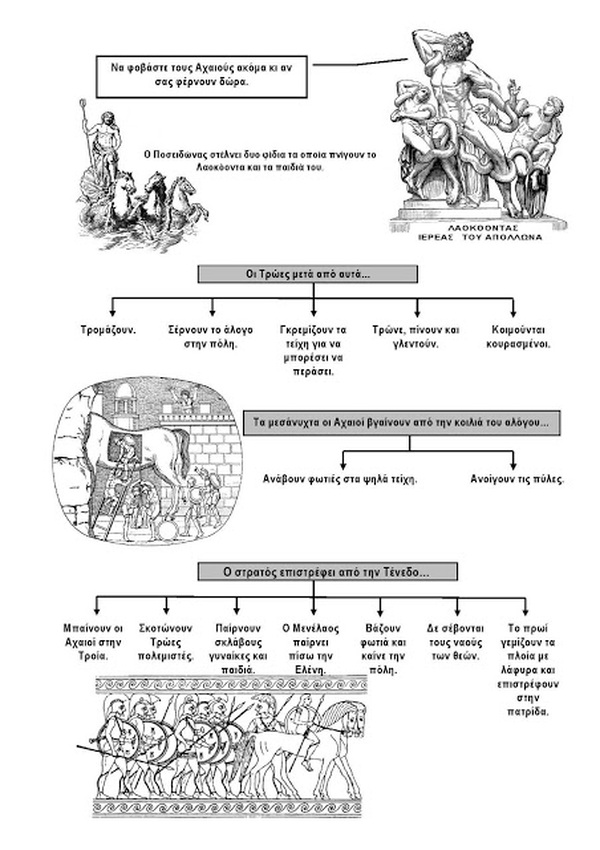 Να φοβάστε τους Αχαιούς ακόμα κι αν
σας φέρνουν δώρα.
Ο Ποσειδώνας στέλνει δυο φίδια τα οποία πνίγουν το
Λαοκόοντα και τα παιδιά του.
ΛΑΟΚΟΟΝΤΑΣ
ΙΕΡΕΑΣ ΤΟΥ ΑΠΟΛΛΩΝΑ
Οι Τρώες μετά από αυτά...
Τρομάζουν.
Σέρνουν το άλογο
στην πόλη.
Γκρεμίζουν τα
τείχη για να
μπορέσει να
περάσει.
Τρώνε, πίνουν και
γλεντούν.
Κοιμούνται
κουρασμένοι.
Τα μεσάνυχτα οι Αχαιοί βγαίνουν από την κοιλιά του αλόγου...
Ανάβουν φωτιές στα ψηλά τείχη.
Ανοίγουν τις πύλες.
Ο στρατός επιστρέφει από την Τένεδο...
Μπαίνουν οι
Αχαιοί στην
Τροία.
Σκοτώνουν
Τρώες
πολεμιστές.
Παίρνουν
σκλάβους
γυναίκες και
παιδιά.
Ο Μενέλαος
παίρνει
πίσω την
Ελένη.
Βάζουν
φωτιά και
καίνε την
πόλη.
Δε σέβονται
τους ναούς
των θεών.
Το πρωί
γεμίζουν τα
πλοία με
λάφυρα και
επιστρέφουν
στην
πατρίδα.